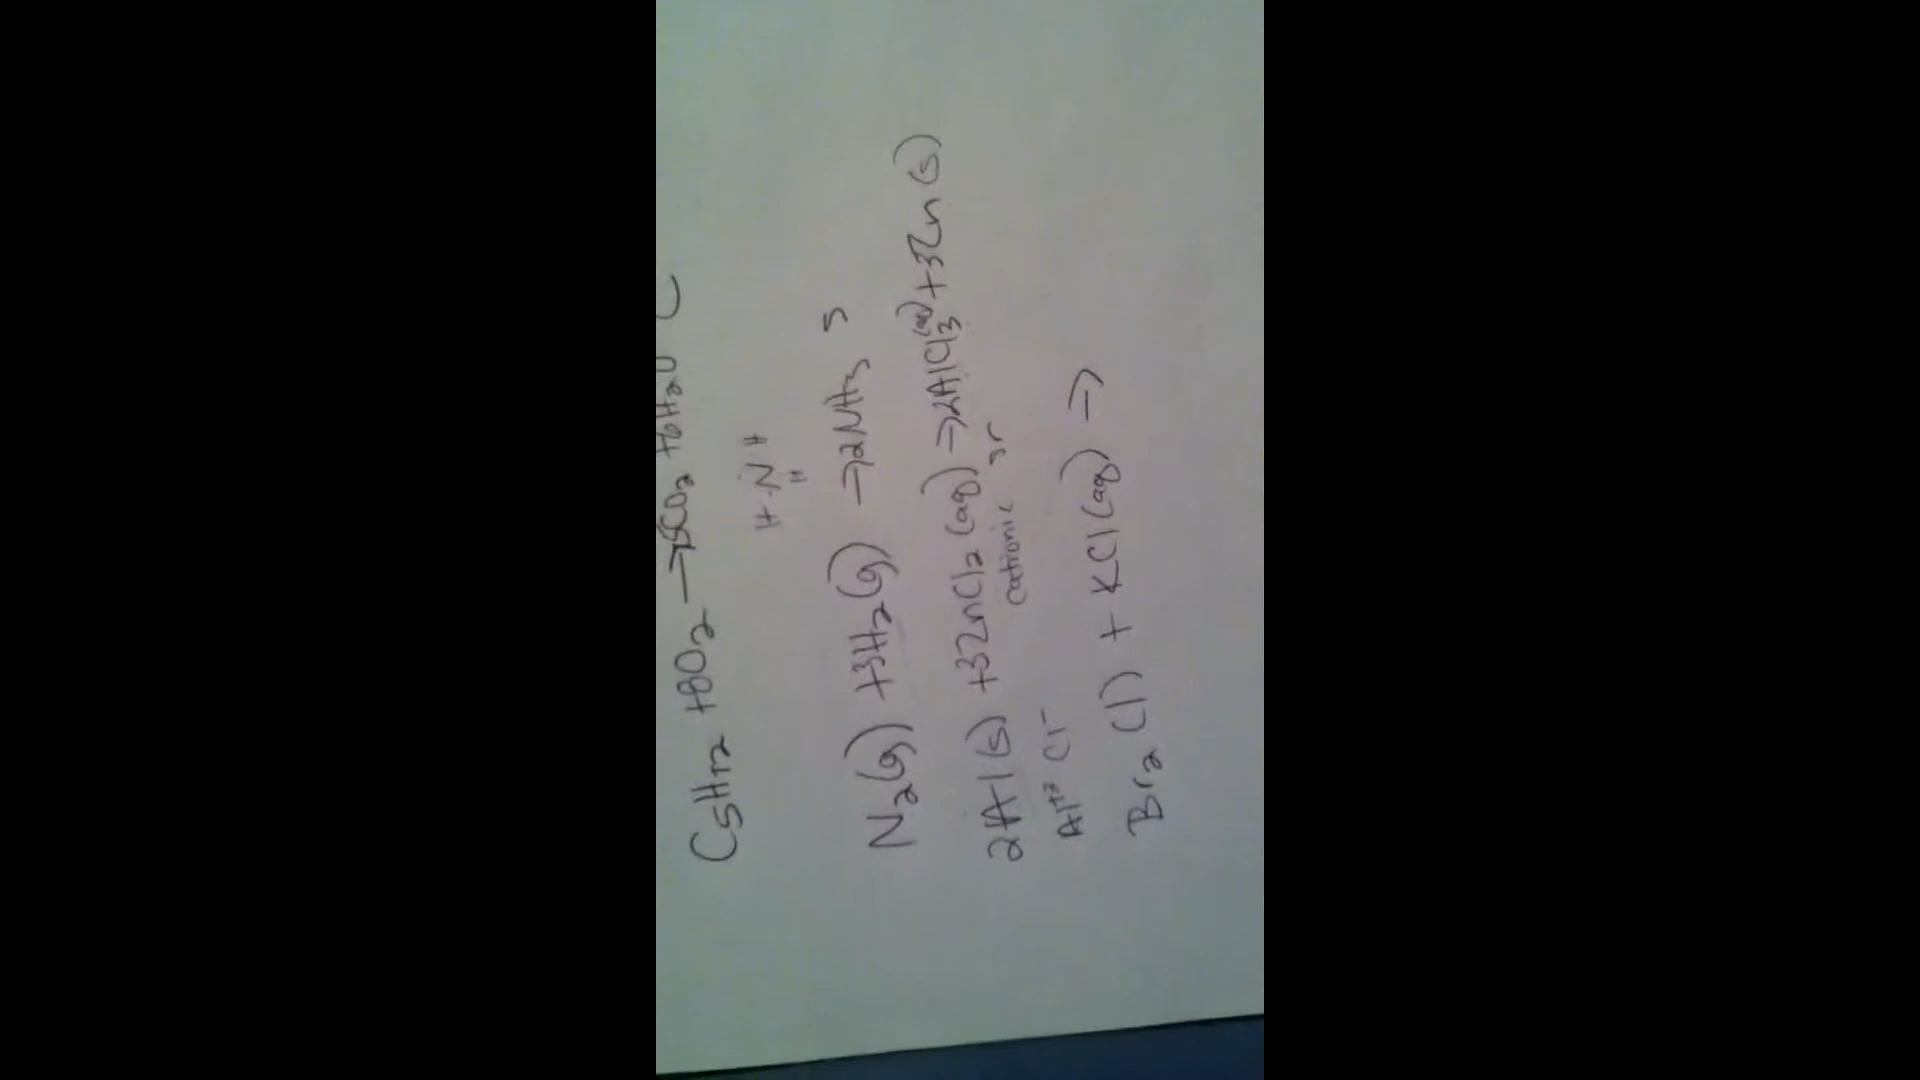 C5H12 +8O2 →5CO2 +6H2O C
H-N̈ H
H
N2(g) +3H2(g) →2NH3 S
2Al(s) +3ZnCl2(aq) →2AlCl3(aq) +3Zn(s)
cationic sr
Al+3 Cl-
Br2(l) + KCl(aq) →